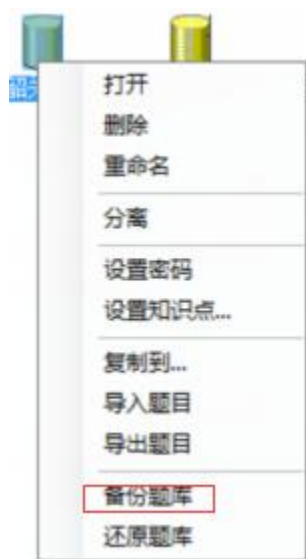 打开
删除
重命名
分离
设置密码
设置知识点...
复制到...
导入题目
导出题目
备份题库
还原题库